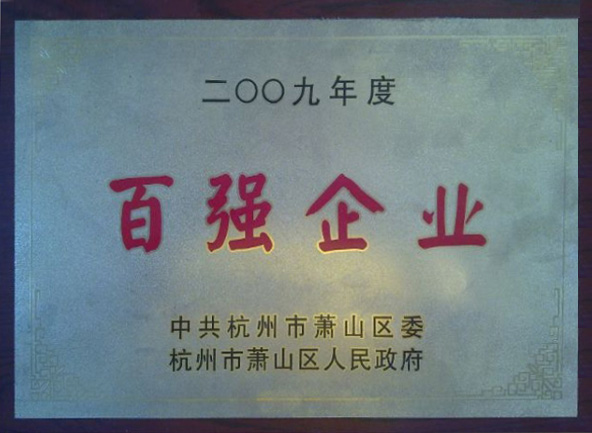 二〇〇九年度
百强企业
中共杭州市萧山区委
杭州市萧山区人民政府